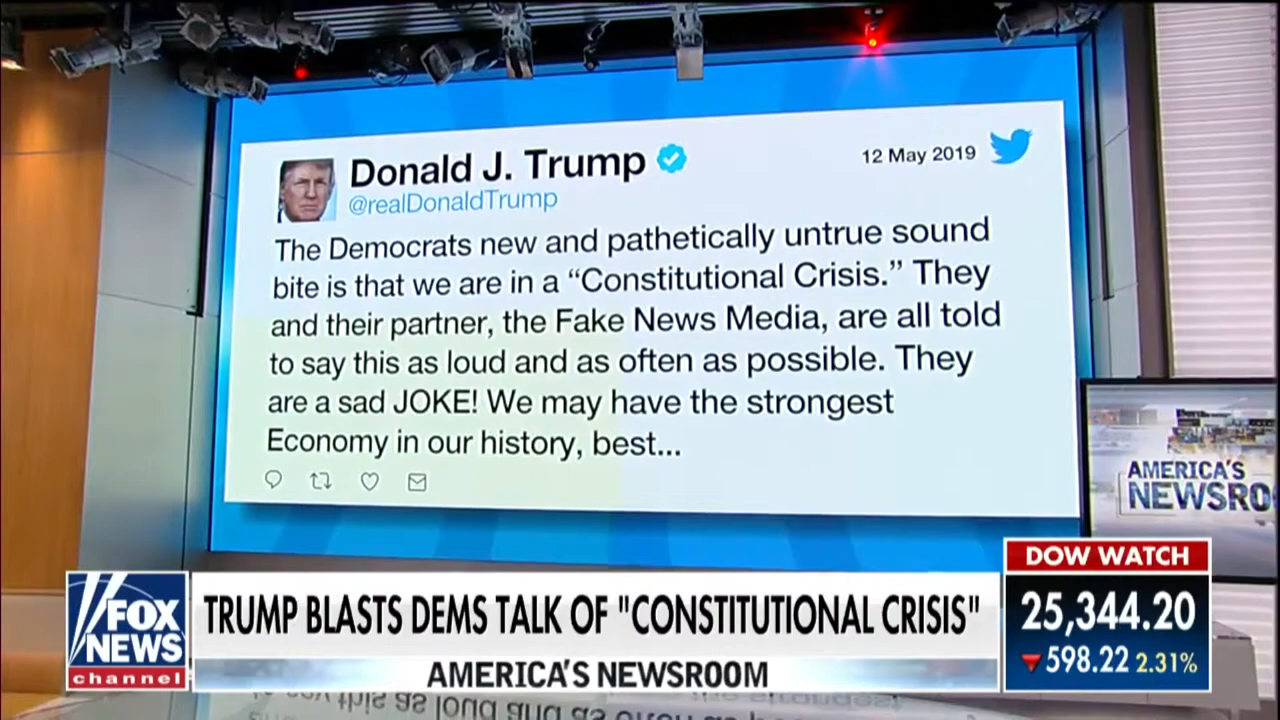 Donald J. Trump
@realDonaldTrump
12 May 2019
The Democrats new and pathetically untrue sound
bite is that we are in a “Constitutional Crisis.” They
and their partner, the Fake News Media, are all told
to say this as loud and as often as possible. They
are a sad JOKE! We may have the strongest
Economy in our history, best...
AMERICA'S
NEWSRO
DOW WATCH
25,344.20
598.22 2.31%
FOX
NEWS
channel
TRUMP BLASTS DEMS TALK OF "CONSTITUTIONAL CRISIS"
AMERICA'S NEWSROOM